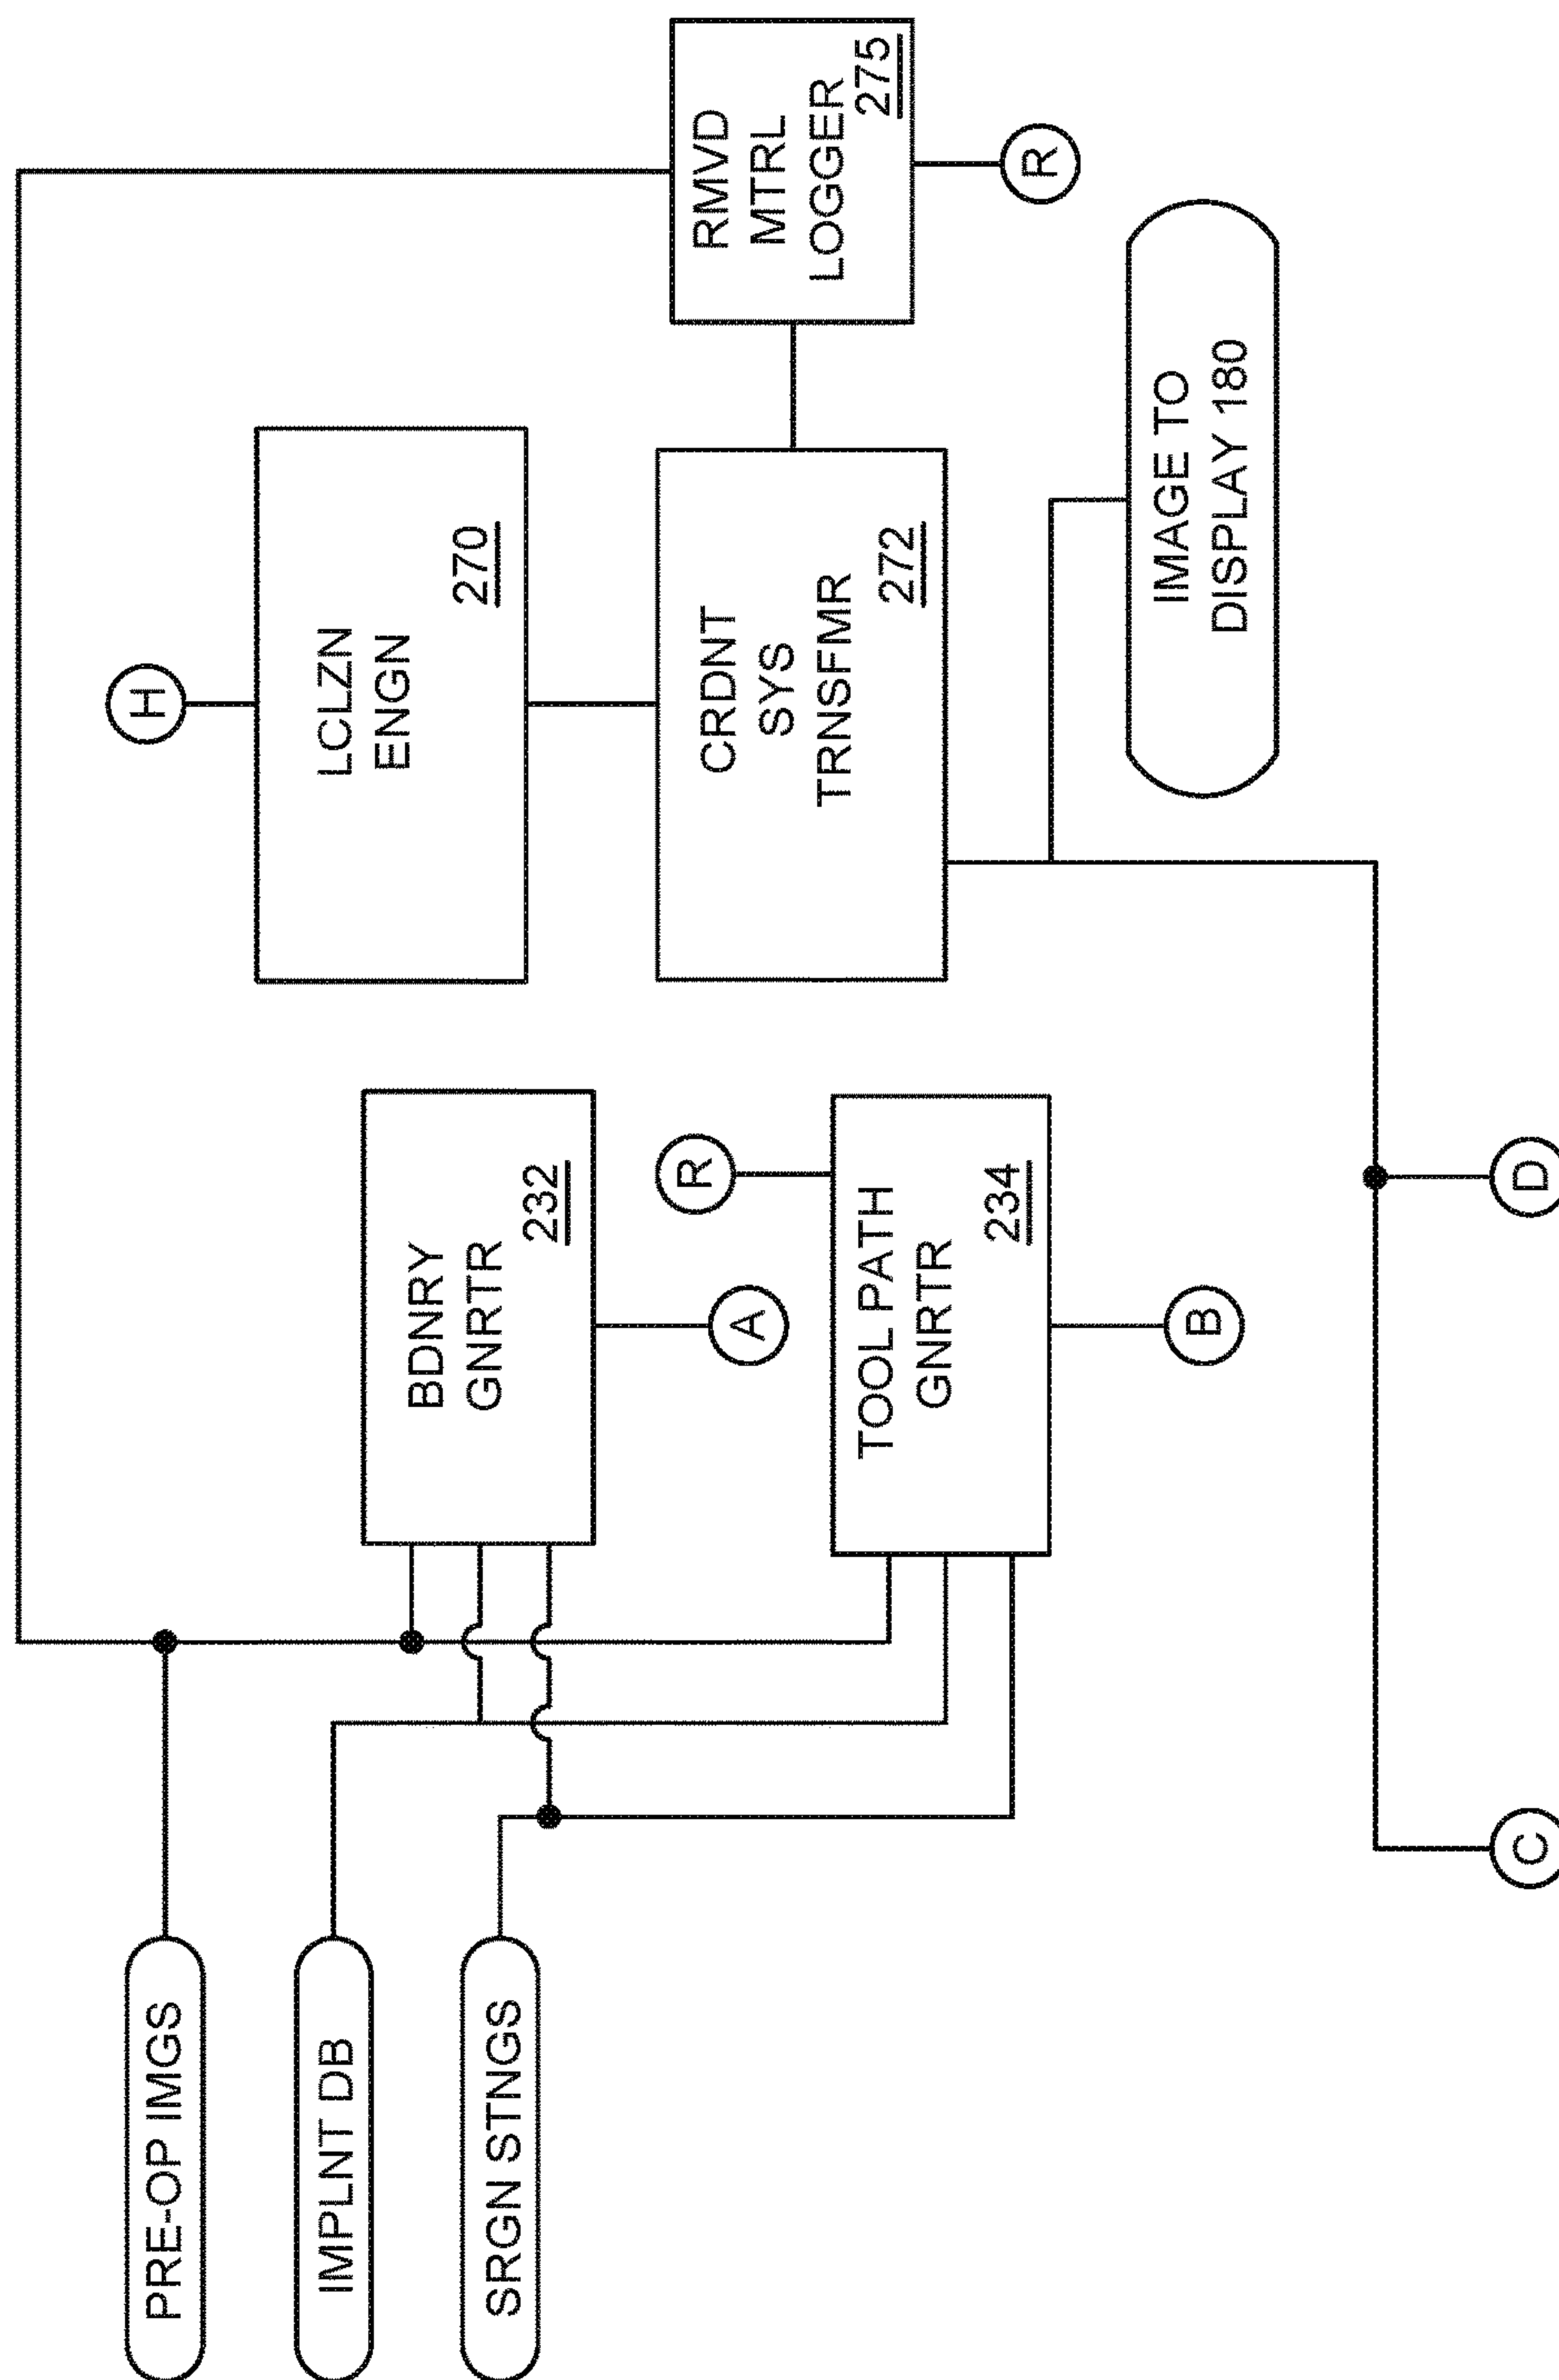 PRE-OP IMGS
IMPLNT DB
SRGN STNGS
BDNRY
GNRTR
232
A
R
TOOL PATH
GNRTR
234
B
H
LCLZN
ENGN
270
CRDNT
SYS
TRNSFMR
272
RMVD
MTRL
LOGGER
275
R
IMAGE TO
DISPLAY 180
C
D